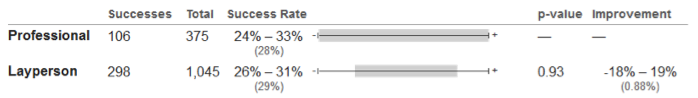 Successes Total Success Rate p-value Improvement
Professional 106 375 24% – 33% - + — —
(28%)
Layperson 298 1,045 26% – 31% - + 0.93 -18% – 19%
(29%) (0.88%)